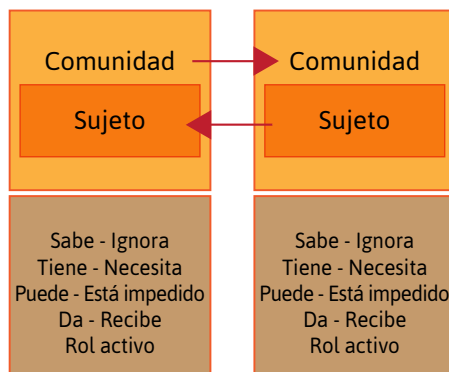 Comunidad
Sujeto
Sabe - Ignora
Tiene - Necesita
Puede - Está impedido
Da - Recibe
Rol activo
Comunidad
Sujeto
Sabe - Ignora
Tiene - Necesita
Puede - Está impedido
Da - Recibe
Rol activo